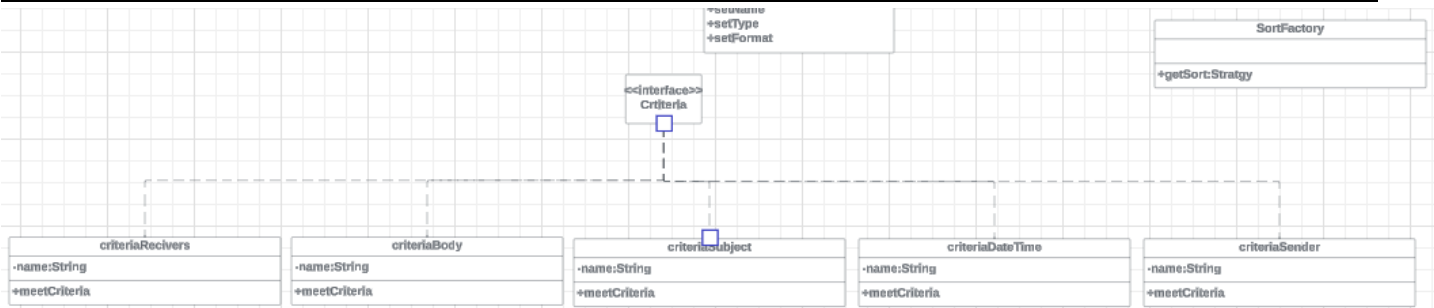 +setName
+setType
+setFormat
SortFactory
+getSort:Stratgy
<<interface>>
Crtiteria
criteriaRecivers
-name:String
+meetCriteria
criteriaBody
-name:String
+meetCriteria
criteriaSubject
-name:String
+meetCriteria
criteriaDateTime
-name:String
+meetCriteria
criteriaSender
-name:String
+meetCriteria